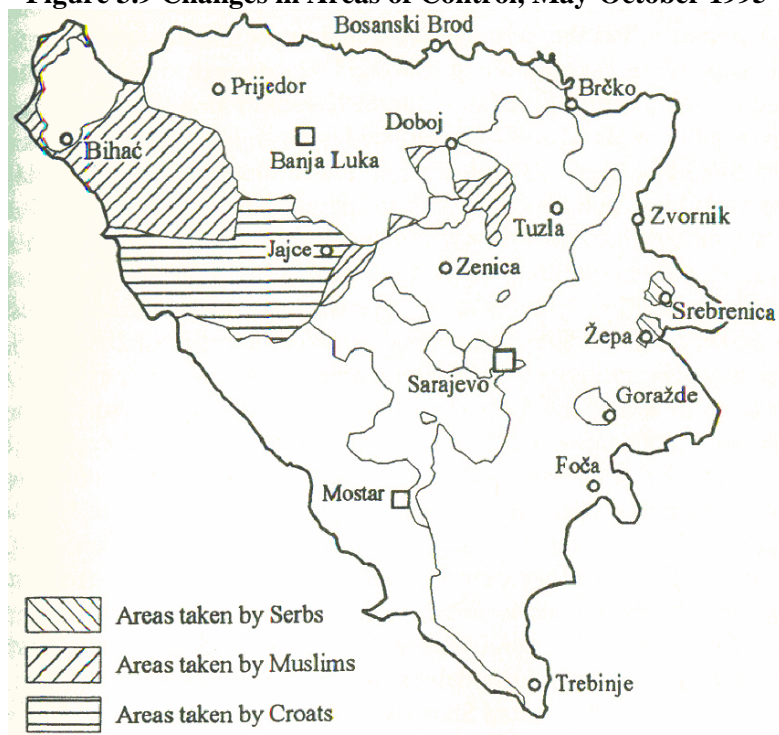 Figure 5.9 Changes in Areas of Control, May-October 1995
Bosanski Brod
Prijedor
Brčko
Doboj
Bihać
Banja Luka
Tuzla
Zvornik
Jajce
Zenica
Srebrenica
Žepa
Sarajevo
Goražde
Foča
Mostar
Areas taken by Serbs
Areas taken by Muslims
Trebinje
Areas taken by Croats